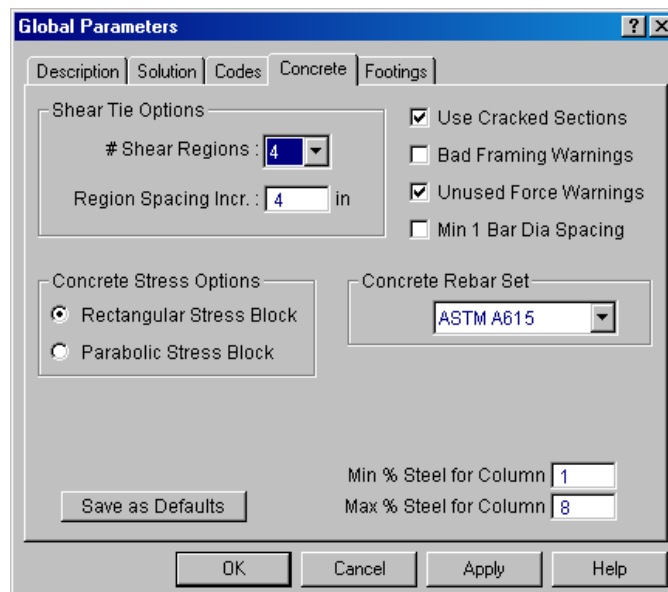 Global Parameters
Description Solution Codes Concrete Footings
Shear Tie Options
# Shear Regions : 4
Region Spacing Incr. : 4 in
Use Cracked Sections
Bad Framing Warnings
Unused Force Warnings
Min 1 Bar Dia Spacing
Concrete Stress Options
Rectangular Stress Block
Parabolic Stress Block
Concrete Rebar Set
ASTM A615
Min % Steel for Column 1
Max % Steel for Column 8
Save as Defaults
OK Cancel Apply Help